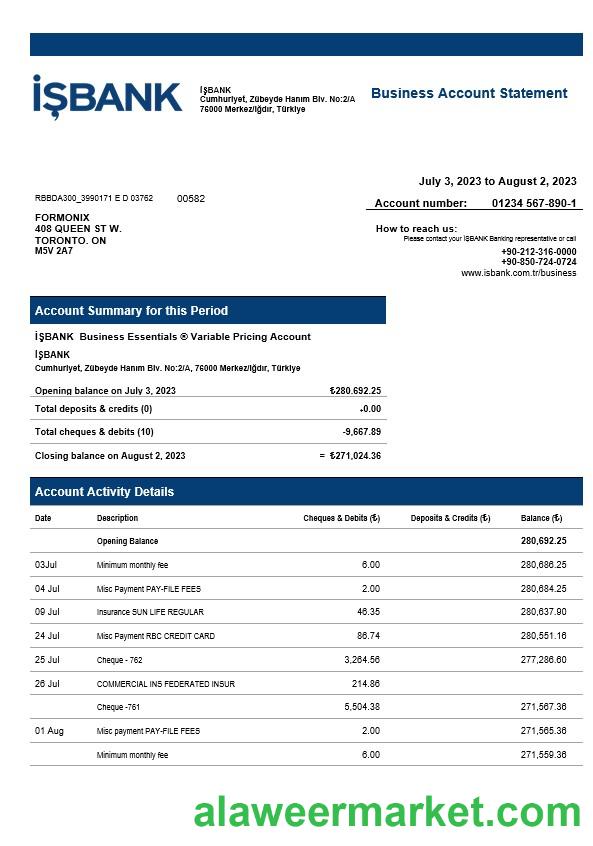 İŞBANK
İŞBANK
Cumhuriyet, Zübeyde Hanım Blv. No:2/A
76000 Merkez/Iğdır, Türkiye
Business Account Statement
July 3, 2023 to August 2, 2023
RBBDA300_3990171 E D 03762 00582
Account number: 01234 567-890-1
FORMONIX
408 QUEEN ST W.
TORONTO. ON
M5V 2A7
How to reach us:
Please contact your İŞBANK Banking representative or call
+90-212-316-0000
+90-850-724-0724
www.isbank.com.tr/business
Account Summary for this Period
İŞBANK Business Essentials ® Variable Pricing Account
İŞBANK
Cumhuriyet, Zübeyde Hanım Blv. No:2/A, 76000 Merkez/Iğdır, Türkiye
Opening balance on July 3, 2023 ₺280,692.25
Total deposits & credits (0) +0.00
Total cheques & debits (10) -9,667.89
Closing balance on August 2, 2023 = ₺271,024.36
Account Activity Details
Date Description Cheques & Debits (₺) Deposits & Credits (₺) Balance (₺)
Opening Balance 280,692.25
03Jul Minimum monthly fee 6.00 280,686.25
04 Jul Misc Payment PAY-FILE FEES 2.00 280,684.25
09 Jul Insurance SUN LIFE REGULAR 46.35 280,637.90
24 Jul Misc Payment RBC CREDIT CARD 86.74 280,551.16
25 Jul Cheque - 762 3,264.56 277,286.60
26 Jul COMMERCIAL INS FEDERATED INSUR 214.86
Cheque -761 5,504.38 271,567.36
01 Aug Misc payment PAY-FILE FEES 2.00 271,565.36
Minimum monthly fee 6.00 271,559.36
alaweermarket.com